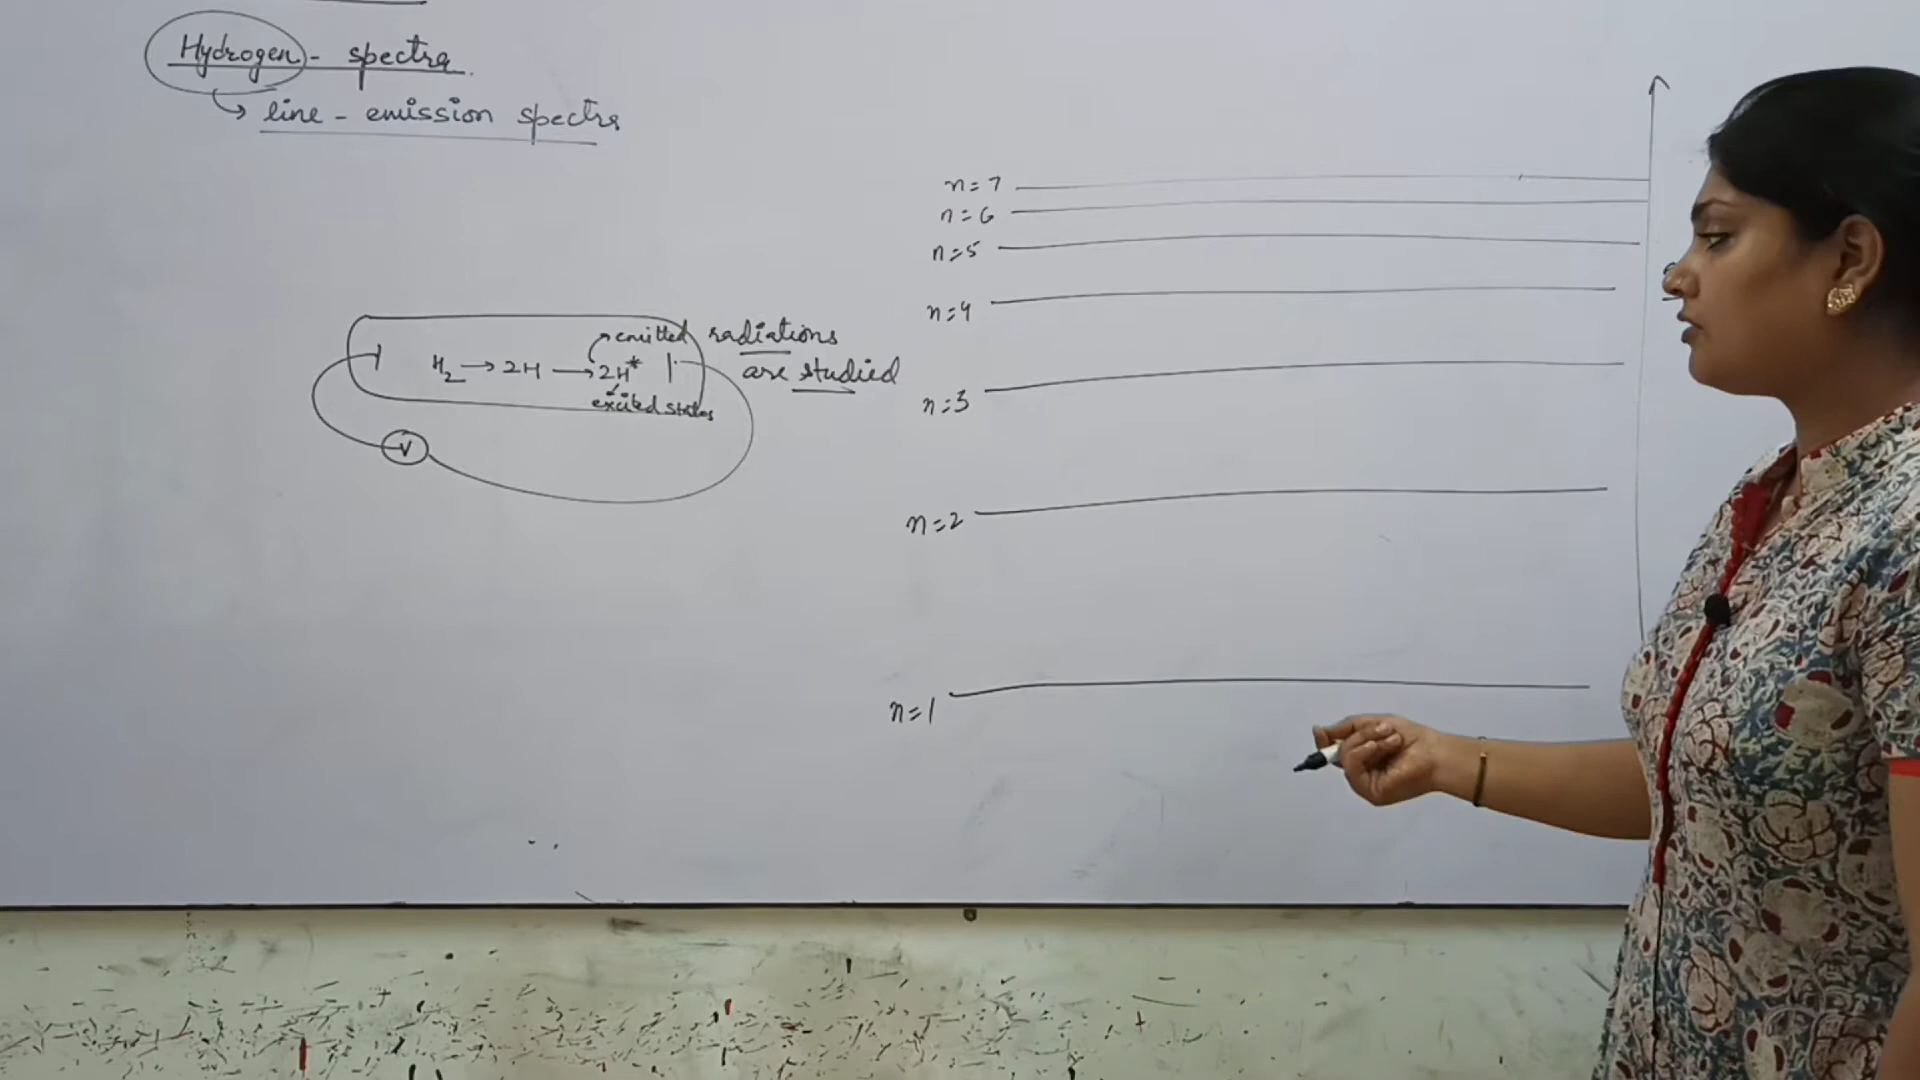 Hydrogen - spectra.
↳ line - emission spectra
emitted radiations
are studied
H₂ → 2H → 2H*
excited states
V
n=7
n=6
n=5
n=4
n=3
n=2
n=1